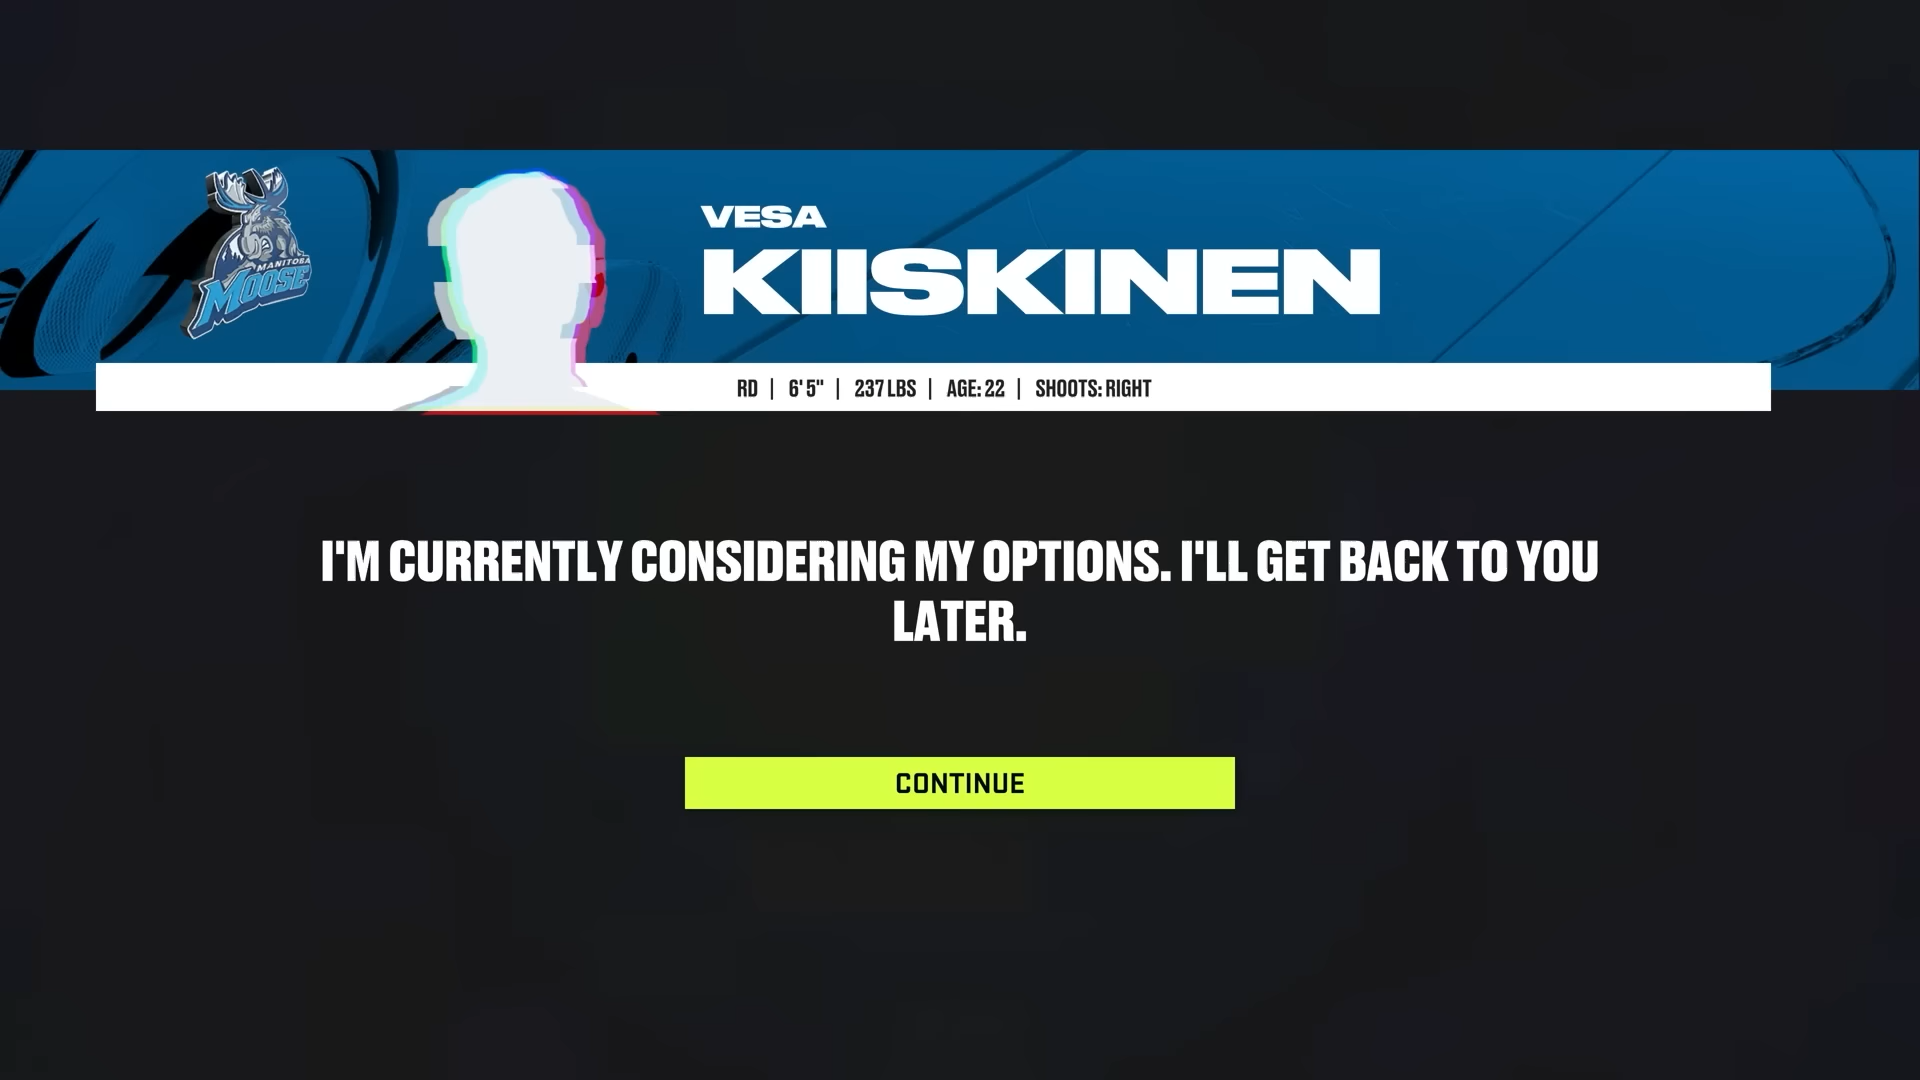 MANITOBA
MOOSE
VESA
KIISKINEN
RD | 6' 5" | 237 LBS | AGE: 22 | SHOOTS: RIGHT
I'M CURRENTLY CONSIDERING MY OPTIONS. I'LL GET BACK TO YOU
LATER.
CONTINUE